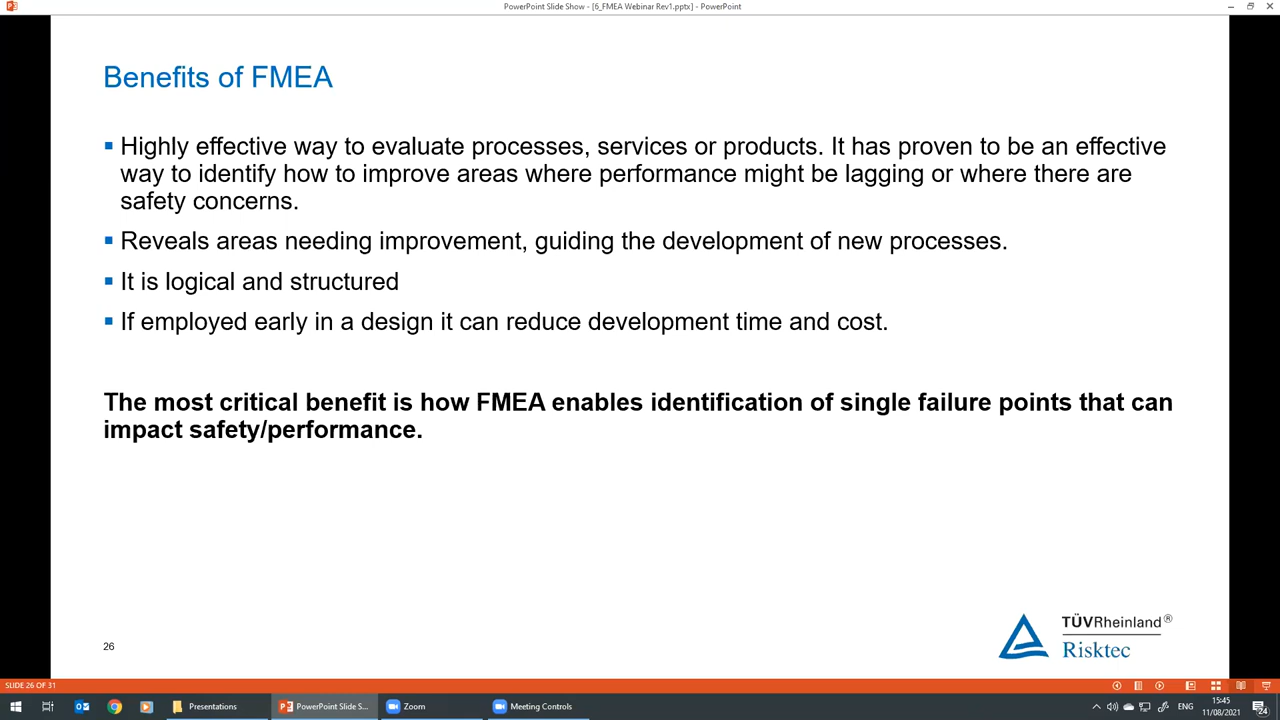 PowerPoint Slide Show - [6_FMEA Webinar Rev1.pptx] - PowerPoint
Benefits of FMEA
Highly effective way to evaluate processes, services or products. It has proven to be an effective
way to identify how to improve areas where performance might be lagging or where there are
safety concerns.
Reveals areas needing improvement, guiding the development of new processes.
It is logical and structured
If employed early in a design it can reduce development time and cost.
The most critical benefit is how FMEA enables identification of single failure points that can
impact safety/performance.
26
TÜVRheinland®
Risktec
SLIDE 26 OF 31
Presentations
PowerPoint Slide S...
Zoom
Meeting Controls
ENG
15:45
11/08/2021
24